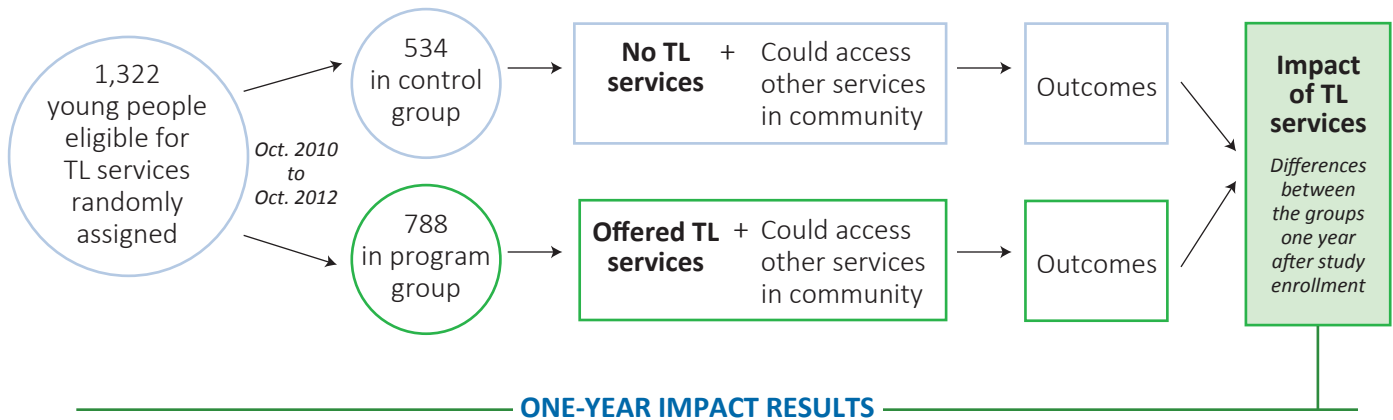 1,322
young people
eligible for
TL services
randomly
assigned
Oct. 2010
to
Oct. 2012
534
in control
group
No TL
services
+ Could access
other services
in community
Outcomes
788
in program
group
Offered TL
services
+ Could access
other services
in community
Outcomes
Impact
of TL
services
Differences
between
the groups
one year
after study
enrollment
ONE-YEAR IMPACT RESULTS